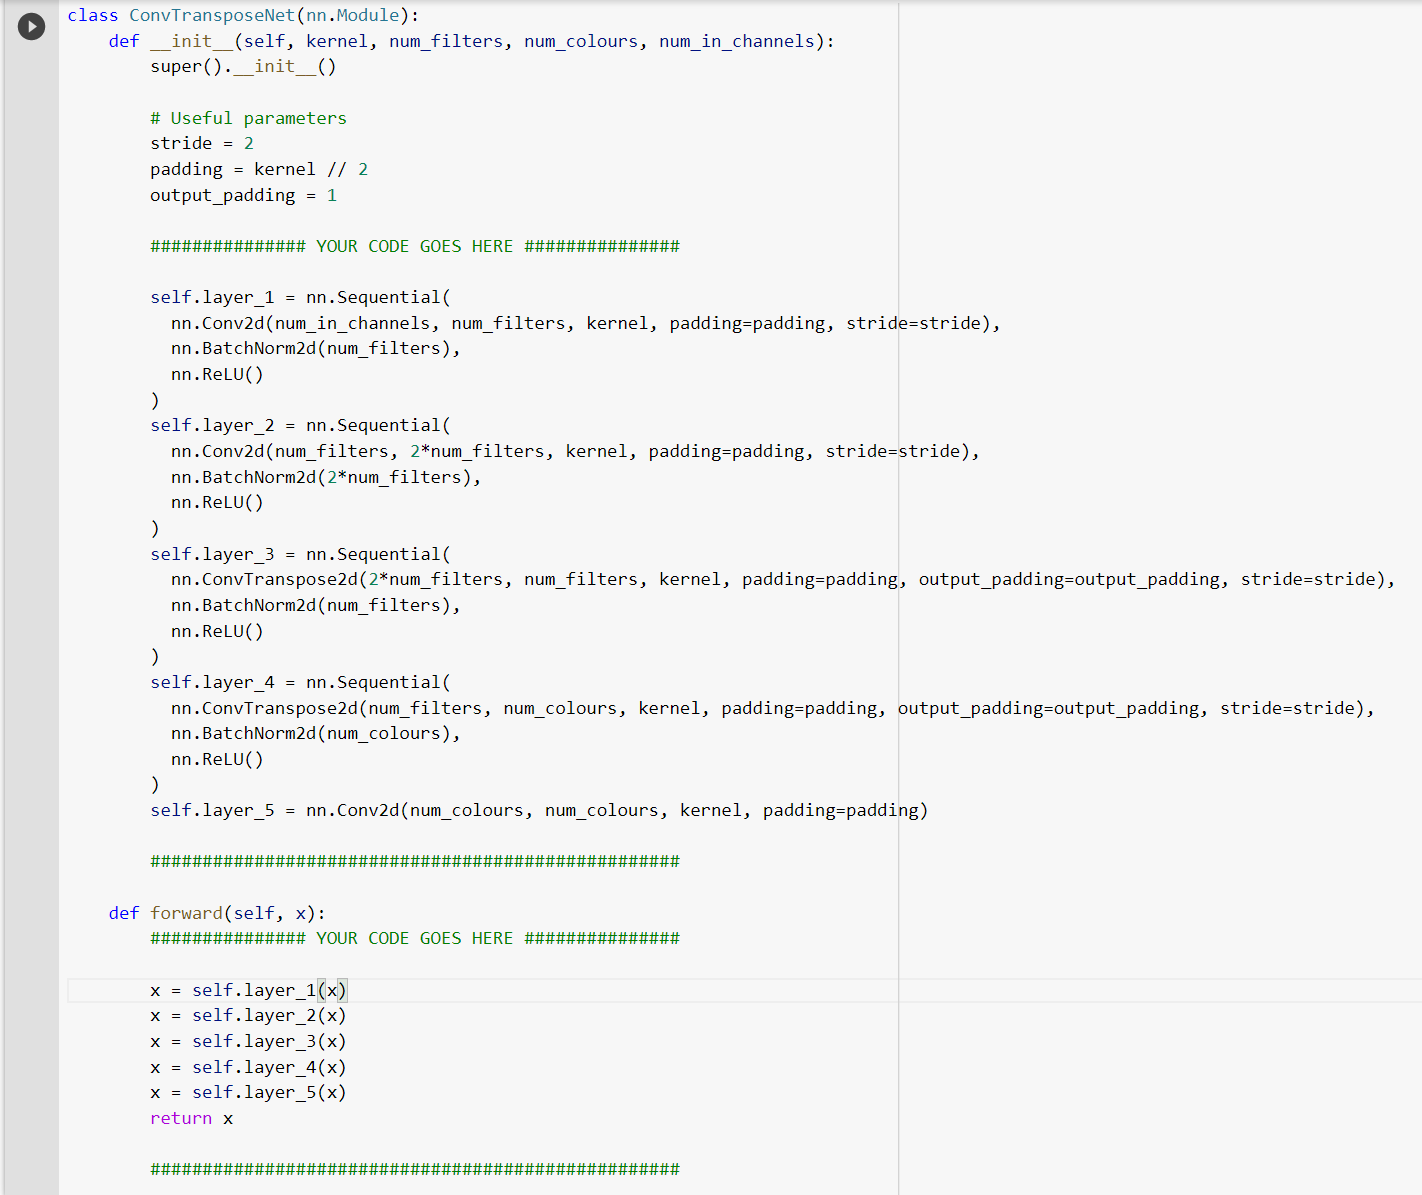 class ConvTransposeNet(nn.Module):
    def __init__(self, kernel, num_filters, num_colours, num_in_channels):
        super().__init__()

        # Useful parameters
        stride = 2
        padding = kernel // 2
        output_padding = 1

        ############### YOUR CODE GOES HERE ###############

        self.layer_1 = nn.Sequential(
          nn.Conv2d(num_in_channels, num_filters, kernel, padding=padding, stride=stride),
          nn.BatchNorm2d(num_filters),
          nn.ReLU()
        )
        self.layer_2 = nn.Sequential(
          nn.Conv2d(num_filters, 2*num_filters, kernel, padding=padding, stride=stride),
          nn.BatchNorm2d(2*num_filters),
          nn.ReLU()
        )
        self.layer_3 = nn.Sequential(
          nn.ConvTranspose2d(2*num_filters, num_filters, kernel, padding=padding, output_padding=output_padding, stride=stride),
          nn.BatchNorm2d(num_filters),
          nn.ReLU()
        )
        self.layer_4 = nn.Sequential(
          nn.ConvTranspose2d(num_filters, num_colours, kernel, padding=padding, output_padding=output_padding, stride=stride),
          nn.BatchNorm2d(num_colours),
          nn.ReLU()
        )
        self.layer_5 = nn.Conv2d(num_colours, num_colours, kernel, padding=padding)

        ###################################################

    def forward(self, x):
        ############### YOUR CODE GOES HERE ###############

        x = self.layer_1(x)
        x = self.layer_2(x)
        x = self.layer_3(x)
        x = self.layer_4(x)
        x = self.layer_5(x)
        return x

        ###################################################